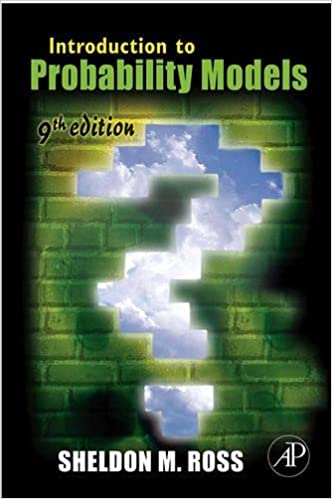 Introduction to
Probability Models
9th edition
SHELDON M. ROSS
AP